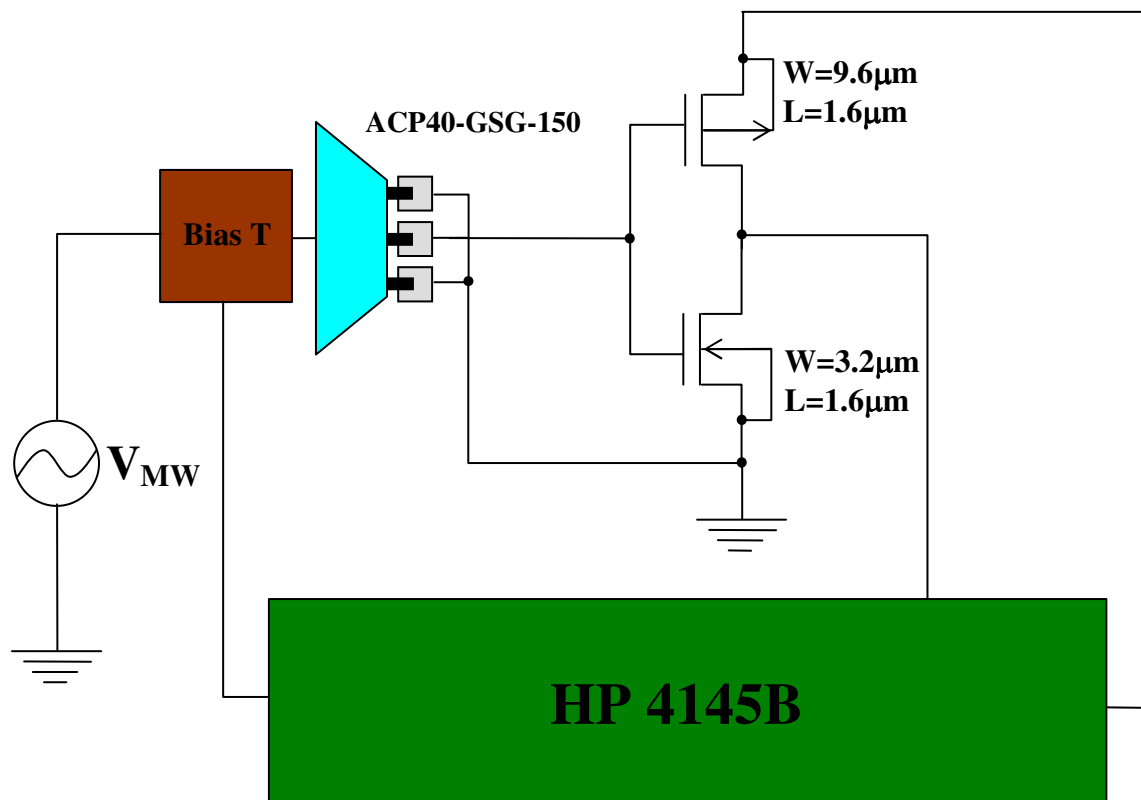 W=9.6μm
L=1.6μm
ACP40-GSG-150
Bias T
W=3.2μm
L=1.6μm
VMW
HP 4145B